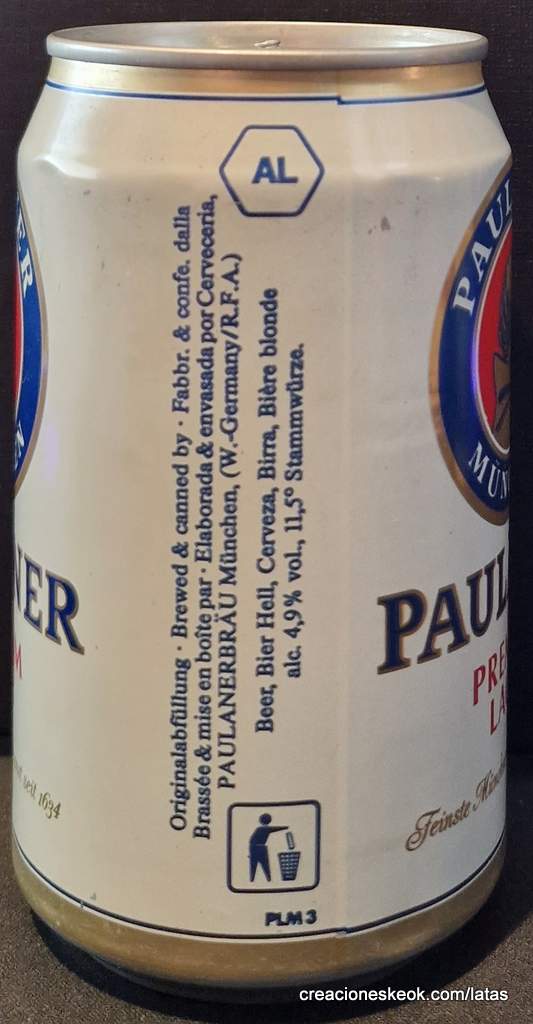 AL
Originalabfüllung · Brewed & canned by · Fabbr. & confe. dalla
Brassée & mise en boîte par · Elaborada & envasada por Cerveceria,
PAULANERBRÄU München, (W.-Germany/R.F.A.)
Beer, Bier Hell, Cerveza, Birra, Bière blonde
alc. 4,9% vol., 11,5° Stammwürze.
PLM 3
NER
seit 1634
PAUL
MÜN
PAUL
PRE
LA
Feinste
creacioneskeok.com/latas